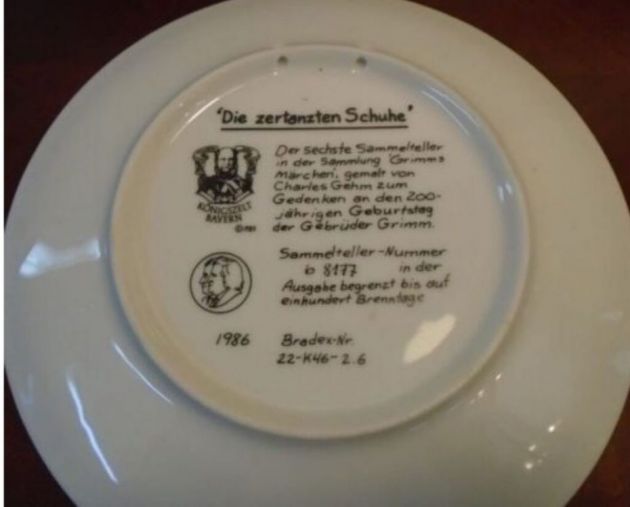 "Die zertanzten Schuhe"
Der sechste Sammelteller
in der Sammlung 'Grimms
Märchen', gemalt von
Charles Gehm zum
Gedenken an den 200-
jährigen Geburtstag
der Gebrüder Grimm.
KÖNIGSZELT
BAYERN
©
Sammelteller-Nummer
b 8177 in der
Ausgabe begrenzt bis auf
einhundert Brenntage
1986
Bradex-Nr.
22-K46-2.6